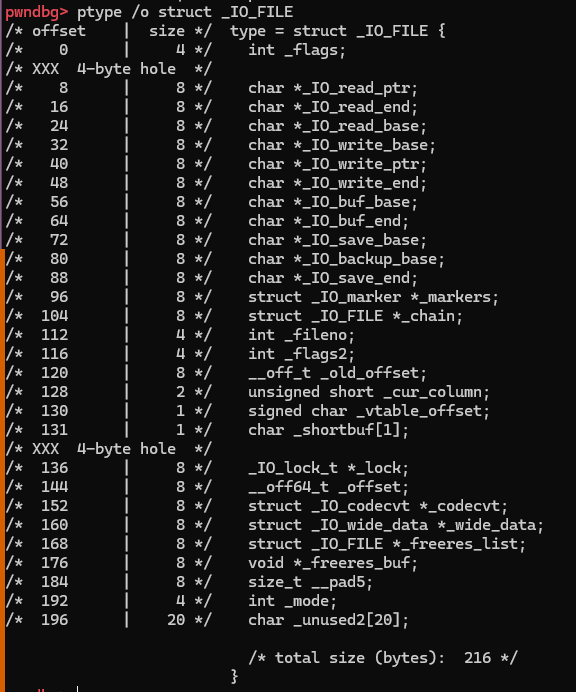 pwndbg> ptype /o struct _IO_FILE
/* offset    |  size */  type = struct _IO_FILE {
/*    0      |     4 */    int _flags;
/* XXX  4-byte hole  */
/*    8      |     8 */    char *_IO_read_ptr;
/*   16      |     8 */    char *_IO_read_end;
/*   24      |     8 */    char *_IO_read_base;
/*   32      |     8 */    char *_IO_write_base;
/*   40      |     8 */    char *_IO_write_ptr;
/*   48      |     8 */    char *_IO_write_end;
/*   56      |     8 */    char *_IO_buf_base;
/*   64      |     8 */    char *_IO_buf_end;
/*   72      |     8 */    char *_IO_save_base;
/*   80      |     8 */    char *_IO_backup_base;
/*   88      |     8 */    char *_IO_save_end;
/*   96      |     8 */    struct _IO_marker *_markers;
/*  104      |     8 */    struct _IO_FILE *_chain;
/*  112      |     4 */    int _fileno;
/*  116      |     4 */    int _flags2;
/*  120      |     8 */    __off_t _old_offset;
/*  128      |     2 */    unsigned short _cur_column;
/*  130      |     1 */    signed char _vtable_offset;
/*  131      |     1 */    char _shortbuf[1];
/* XXX  4-byte hole  */
/*  136      |     8 */    _IO_lock_t *_lock;
/*  144      |     8 */    __off64_t _offset;
/*  152      |     8 */    struct _IO_codecvt *_codecvt;
/*  160      |     8 */    struct _IO_wide_data *_wide_data;
/*  168      |     8 */    struct _IO_FILE *_freeres_list;
/*  176      |     8 */    void *_freeres_buf;
/*  184      |     8 */    size_t __pad5;
/*  192      |     4 */    int _mode;
/*  196      |    20 */    char _unused2[20];
/* total size (bytes):  216 */
}